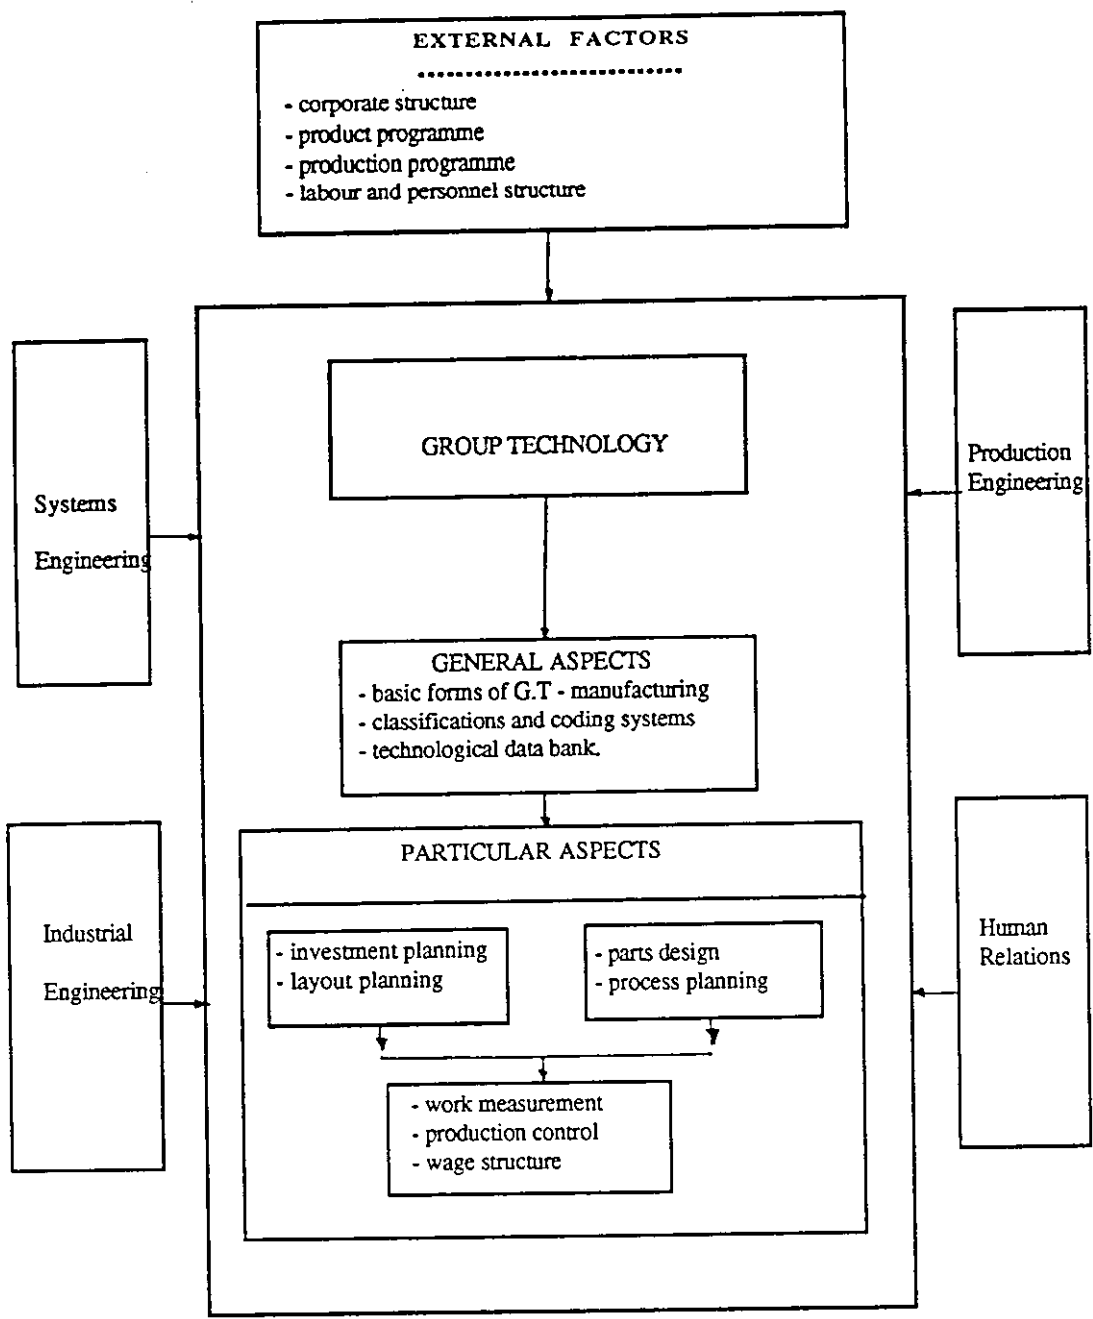 EXTERNAL FACTORS
- corporate structure
- product programme
- production programme
- labour and personnel structure
GROUP TECHNOLOGY
Systems
Engineering
Production
Engineering
GENERAL ASPECTS
- basic forms of G.T - manufacturing
- classifications and coding systems
- technological data bank.
PARTICULAR ASPECTS
- investment planning
- layout planning
- parts design
- process planning
- work measurement
- production control
- wage structure
Industrial
Engineering
Human
Relations